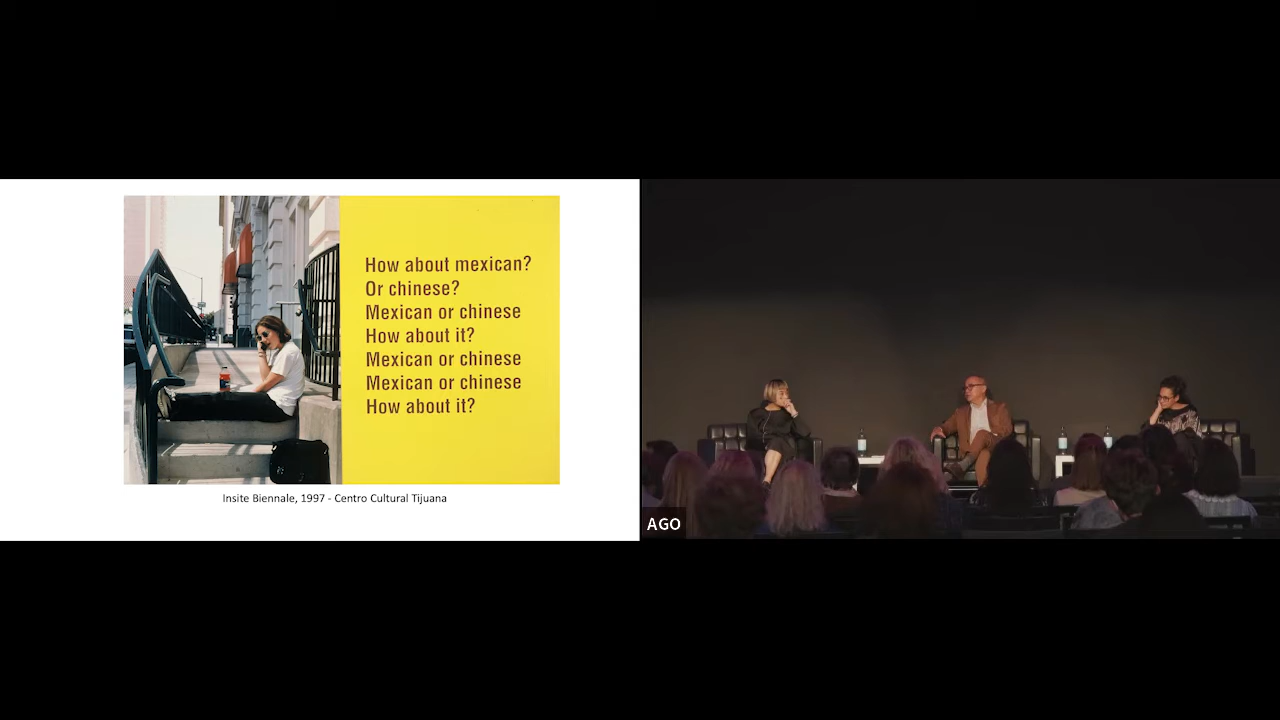 How about mexican?
Or chinese?
Mexican or chinese
How about it?
Mexican or chinese
Mexican or chinese
How about it?
Insite Biennale, 1997 - Centro Cultural Tijuana
AGO